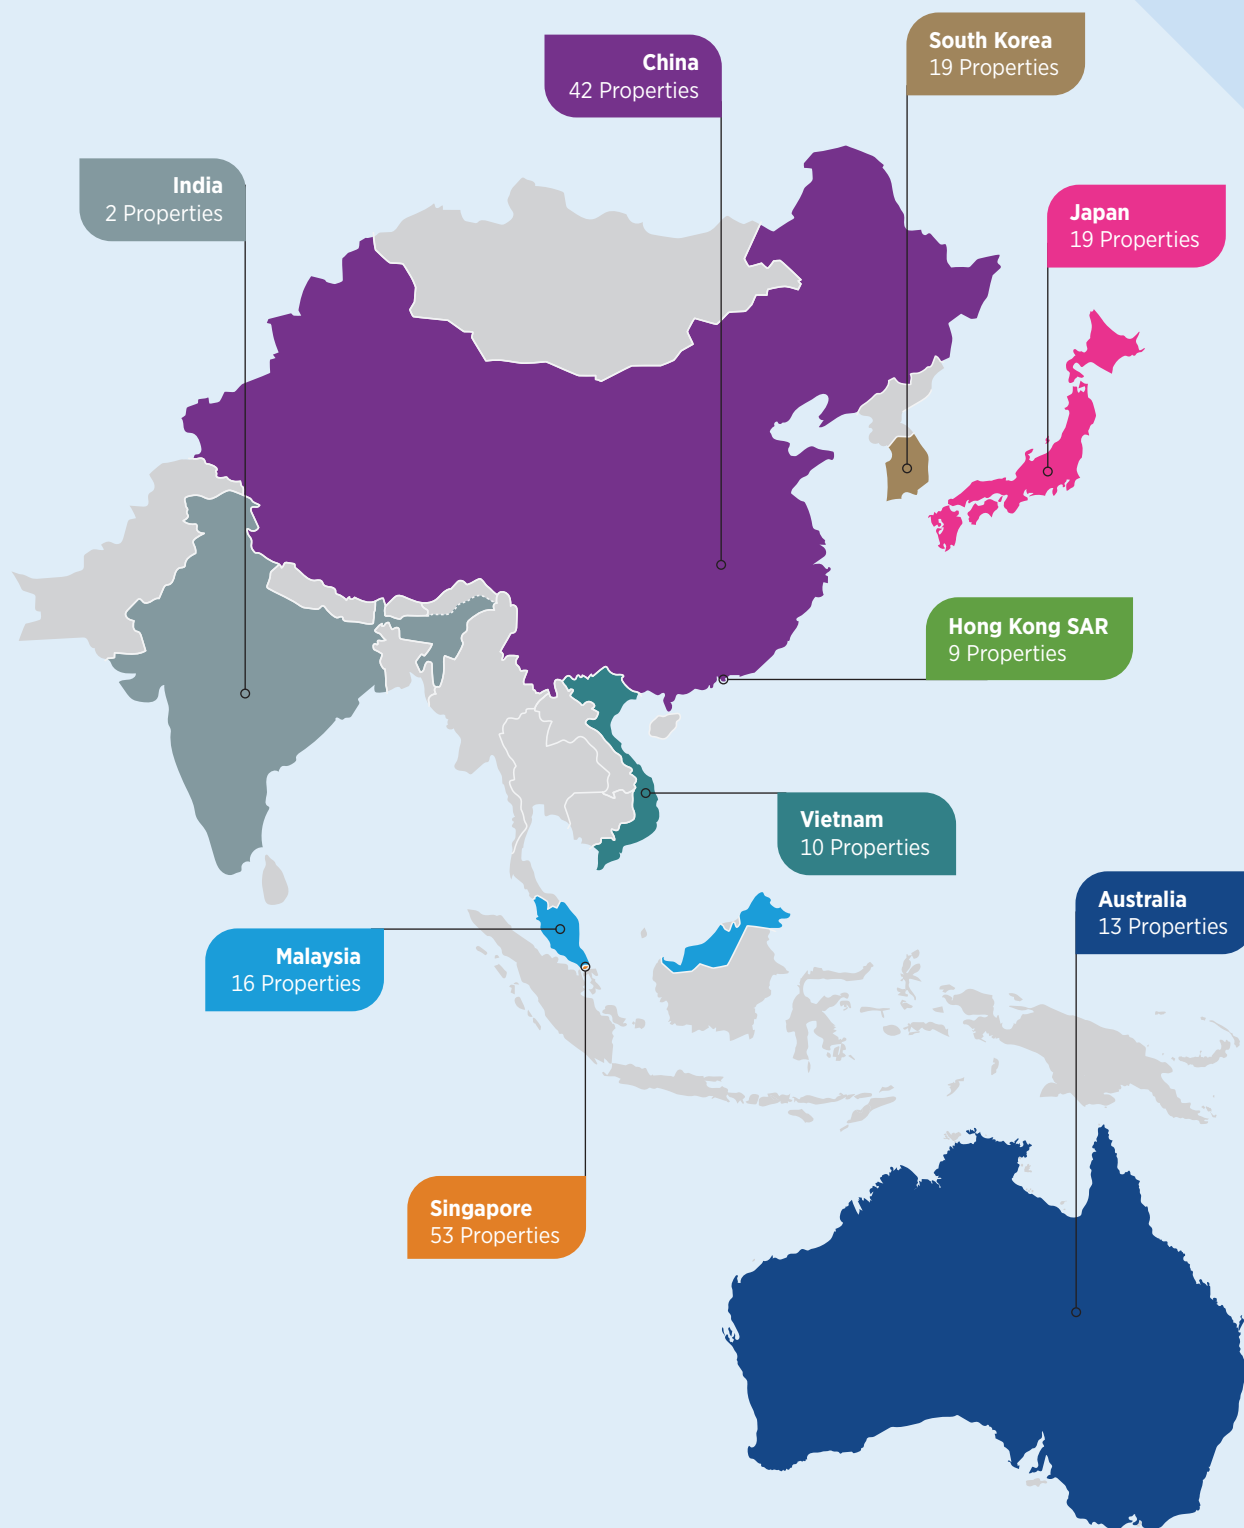 South Korea
19 Properties
China
42 Properties
India
2 Properties
Japan
19 Properties
Hong Kong SAR
9 Properties
Vietnam
10 Properties
Australia
13 Properties
Malaysia
16 Properties
Singapore
53 Properties